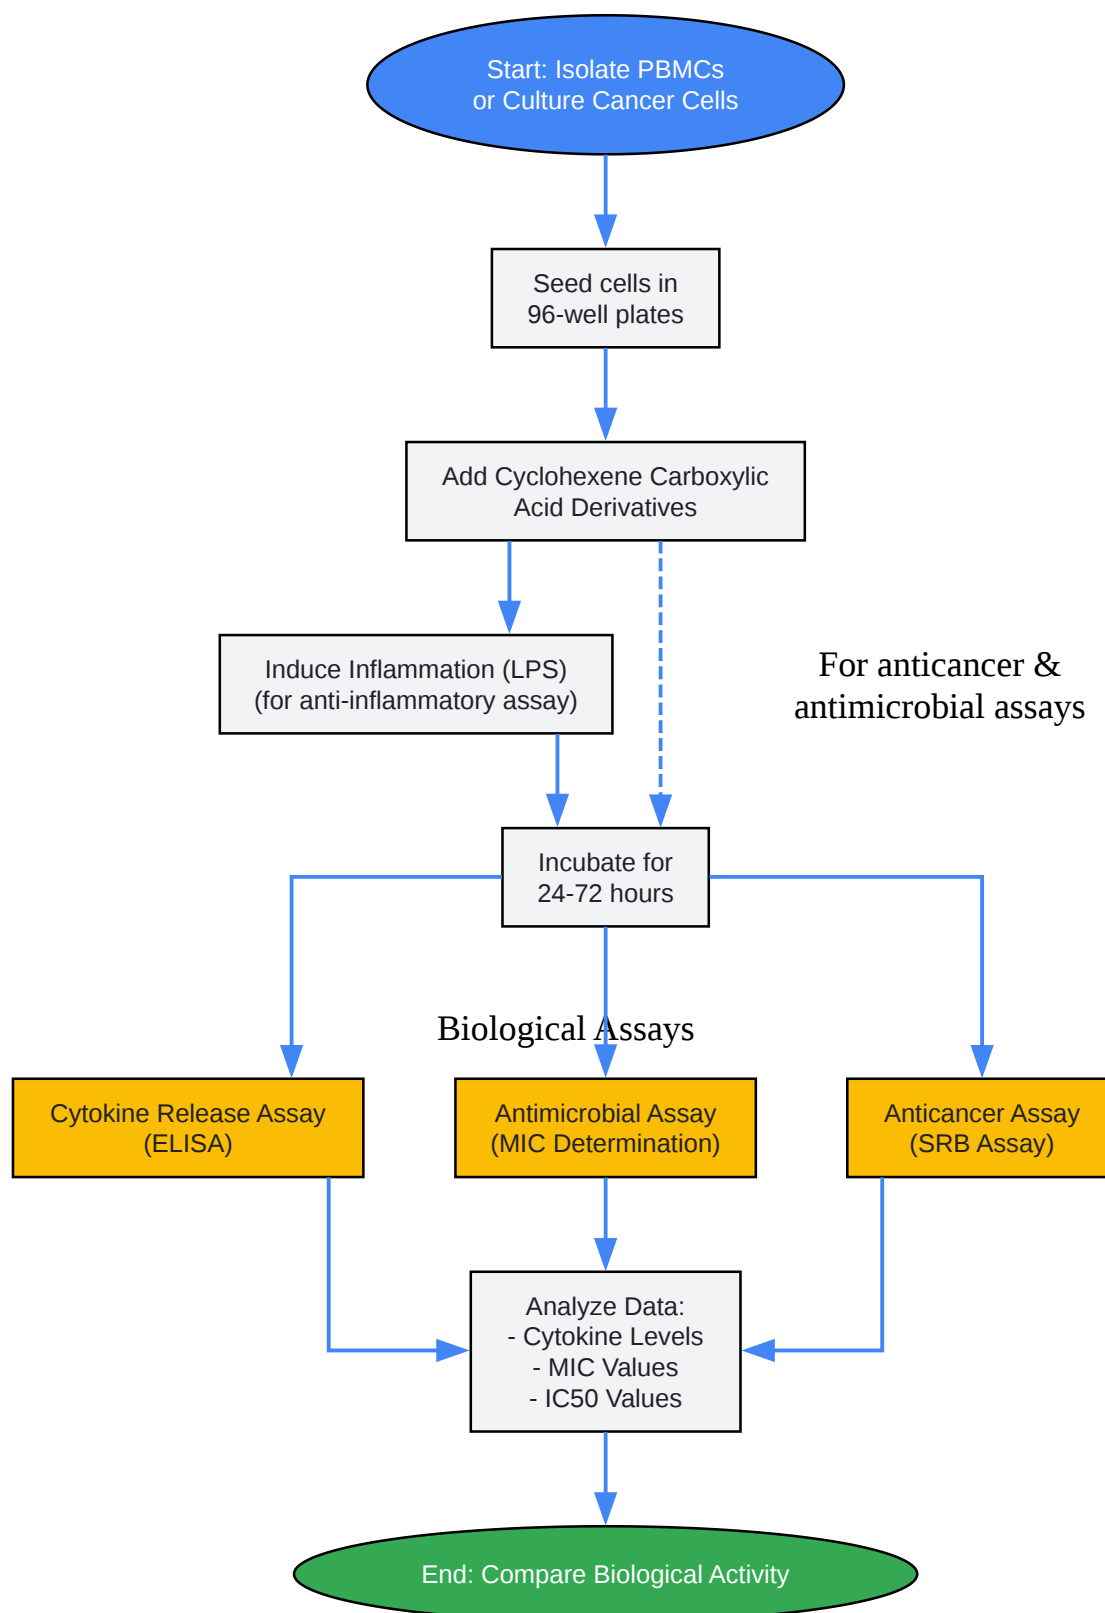 Start: Isolate PBMCs
or Culture Cancer Cells
Seed cells in
96-well plates
Add Cyclohexene Carboxylic
Acid Derivatives
Induce Inflammation (LPS)
(for anti-inflammatory assay)
For anticancer &
antimicrobial assays
Incubate for
24-72 hours
Biological Assays
Cytokine Release Assay
(ELISA)
Antimicrobial Assay
(MIC Determination)
Anticancer Assay
(SRB Assay)
Analyze Data:
- Cytokine Levels
- MIC Values
- IC50 Values
End: Compare Biological Activity